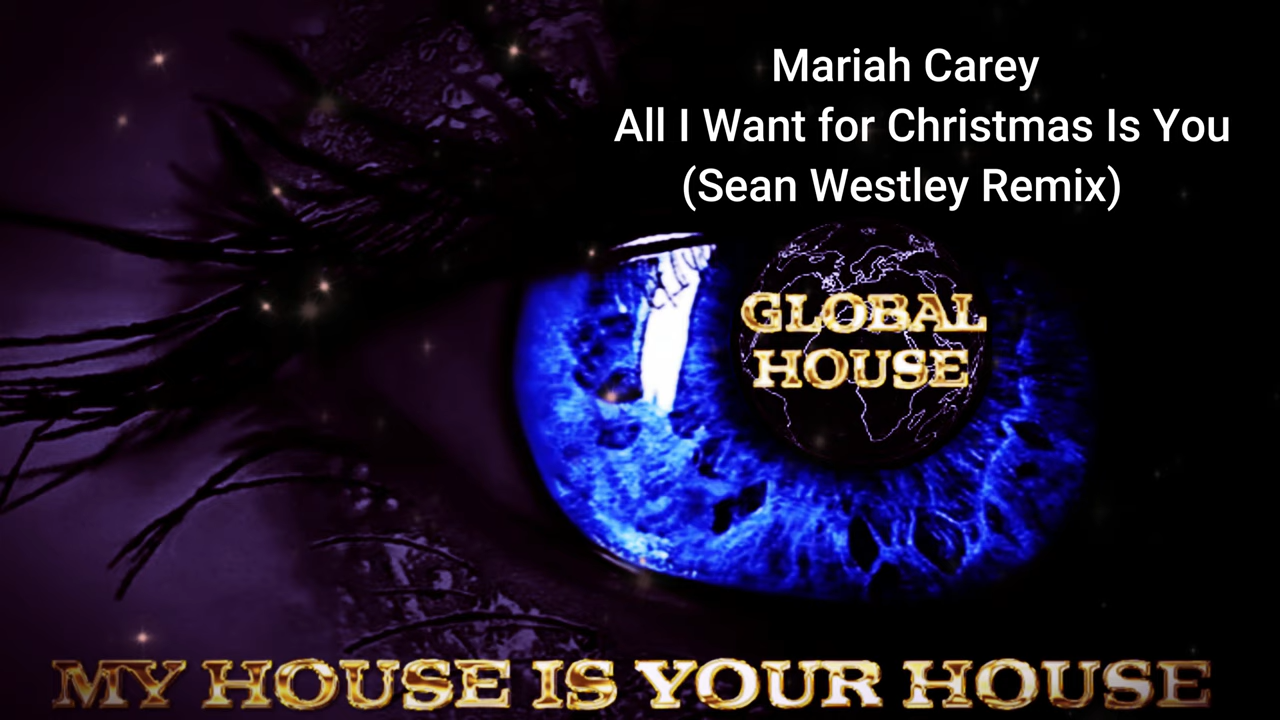 Mariah Carey
All I Want for Christmas Is You
(Sean Westley Remix)
GLOBAL
HOUSE
MY HOUSE IS YOUR HOUSE